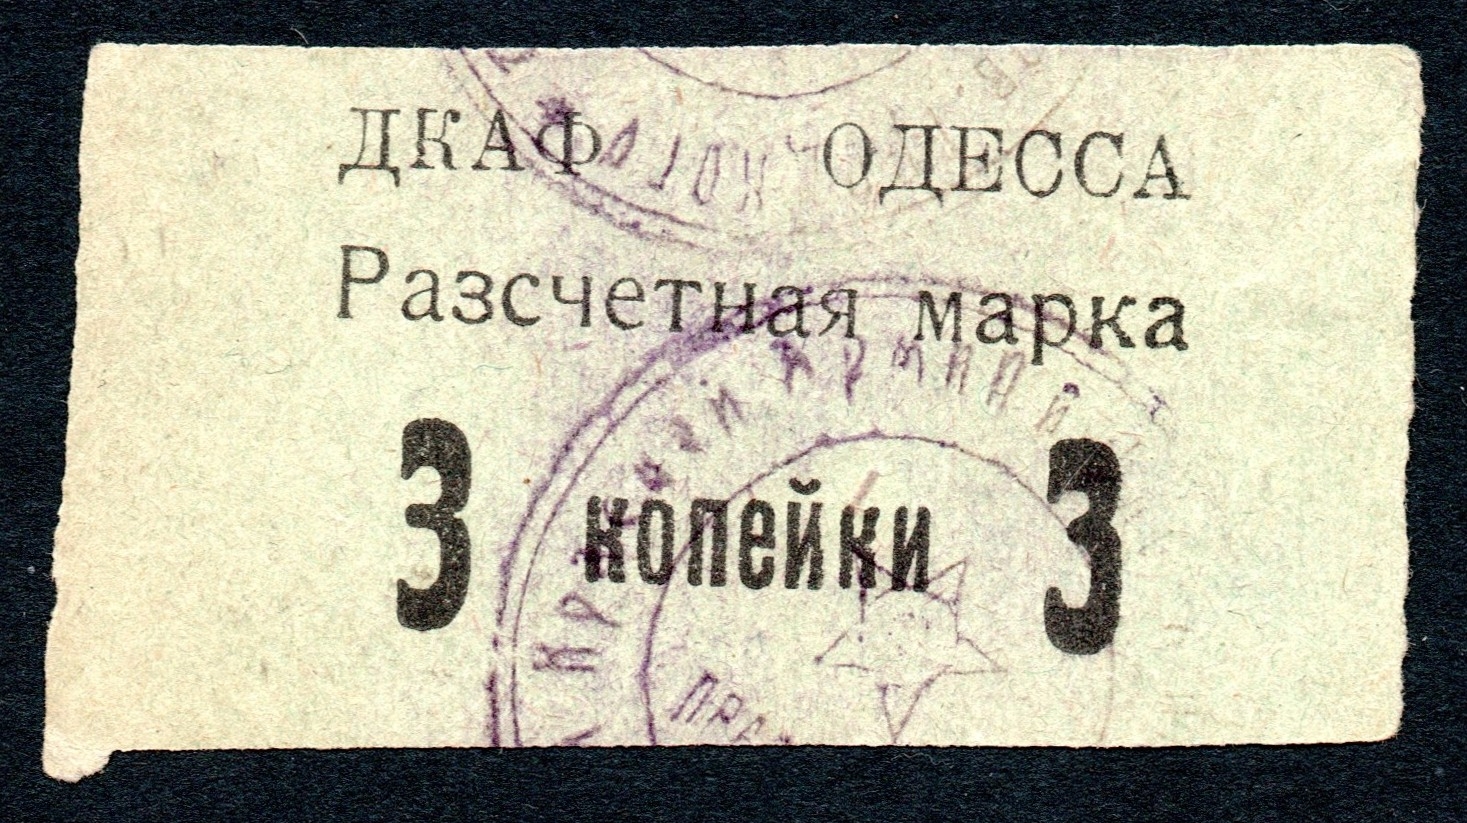 ДКАФ ОДЕССА
Разсчетная марка
3 копейки 3